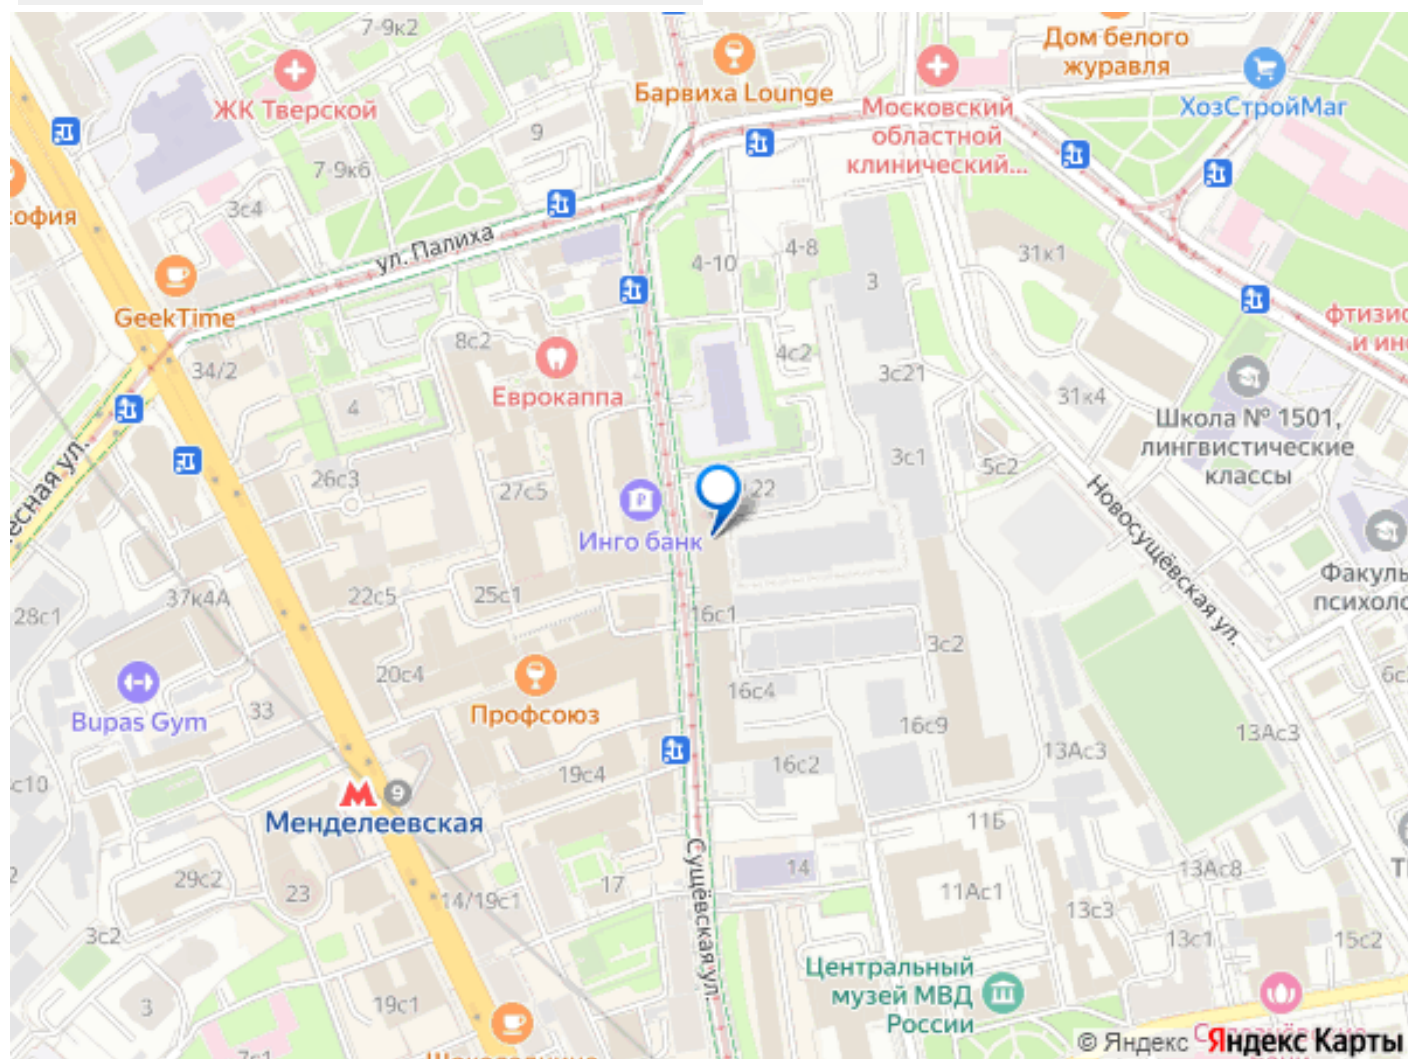 7-9к2
Дом белого
журавля
Барвиха Lounge
ЖК Тверской
Московский
областной
клинический...
ХозСтройМаг
9
7-9к6
3с4
офия
ул. Палиха
4-10
4-8
31к1
3
GeekTime
фтизис
и ин
8с2
34/2
Еврокаппа
4с2
3с21
31к4
4
Школа № 1501,
лингвистические
классы
26с3
27с5
3с1
5с2
22
есная ул.
Инго банк
Новосущёвская ул.
Факуль
психоло
28с1
37к4А
22с5
25с1
16с1
3с2
20с4
16с4
6с
Bupas Gym
33
Профсоюз
16с9
13Ас3
13Ас3
с10
19с4
16с2
М
9
Менделеевская
11Б
Сущёвская ул.
29с2
23
14/19с1
17
14
11Ас1
13Ас8
13с3
3с2
13с1
15с2
Центральный
музей МВД
России
3
19с1
7с1
© Яндекс
Яндекс Карты